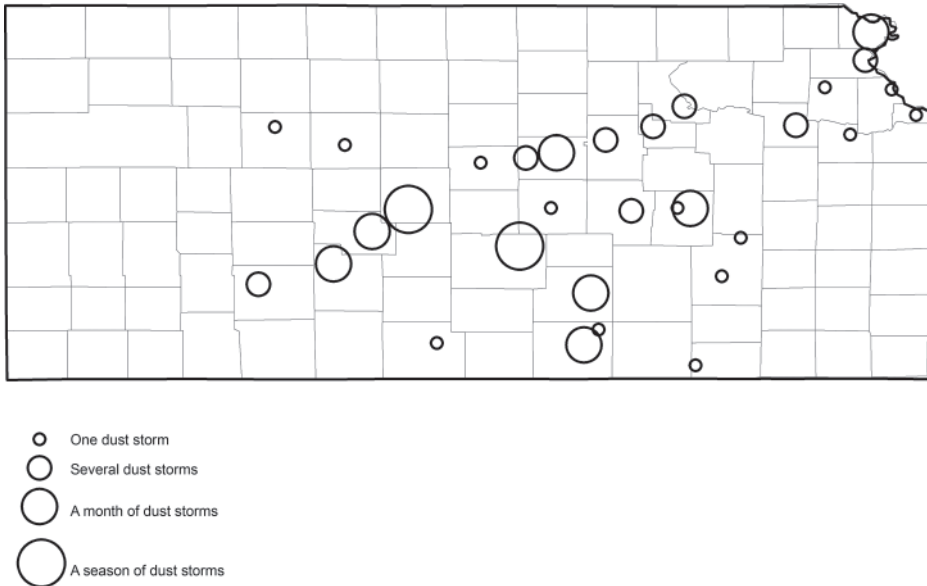 One dust storm
Several dust storms
A month of dust storms
A season of dust storms